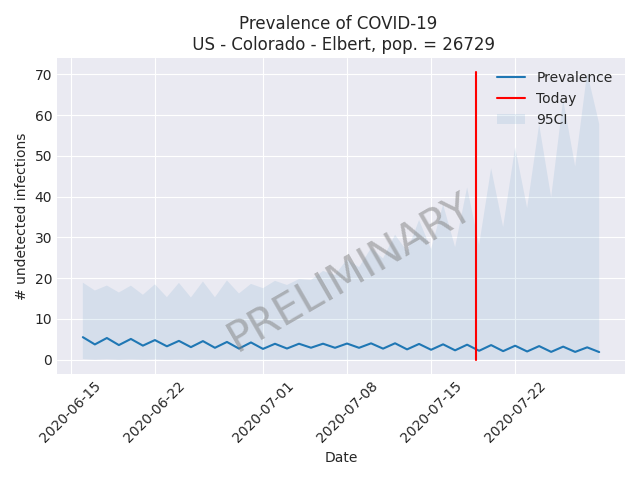 Prevalence of COVID-19
US - Colorado - Elbert, pop. = 26729
70
60
50
40
30
20
10
0
# undetected infections
Prevalence
Today
95CI
PRELIMINARY
2020-06-15
2020-06-22
2020-07-01
2020-07-08
2020-07-15
2020-07-22
Date